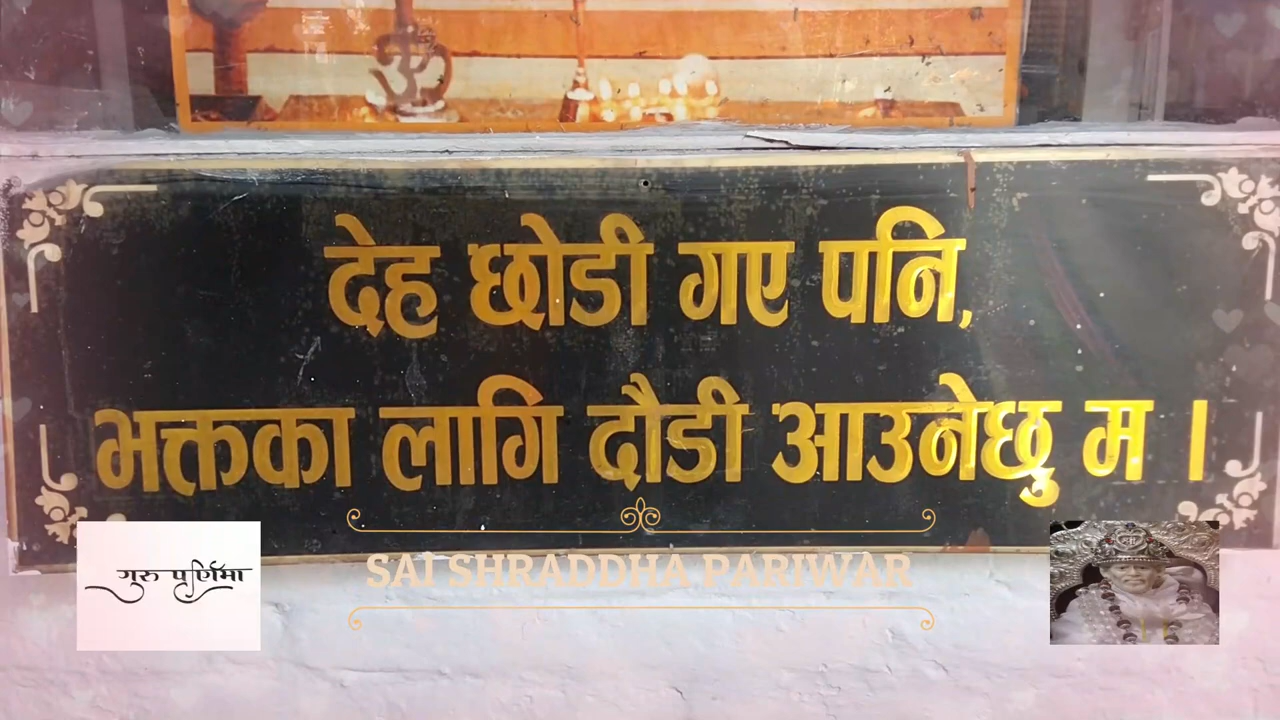 देह छोडी गए पनि,
भक्तका लागि दौडी आउनेछु म ।
SAI SHRADDHA PARIWAR
गुरु पूर्णिमा